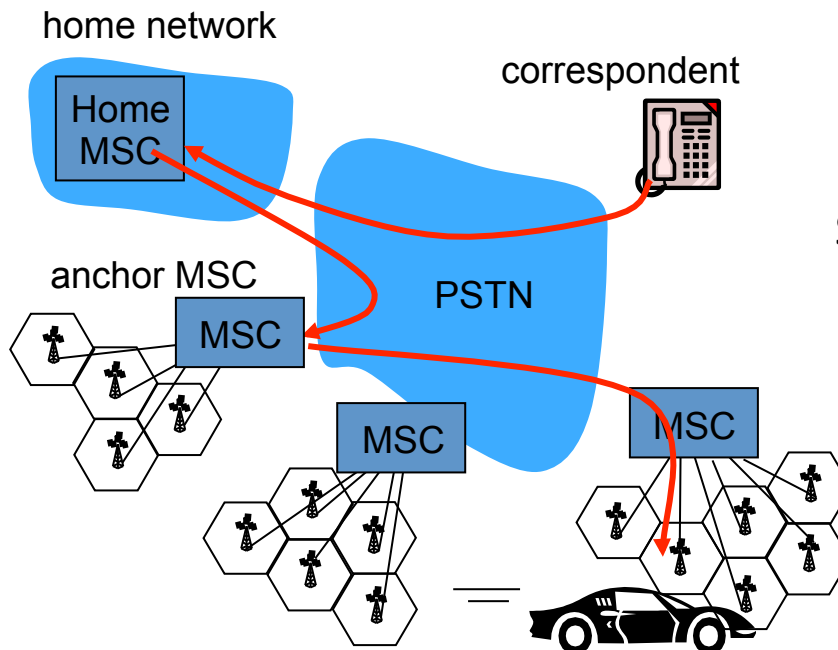 home network
correspondent
Home
MSC
anchor MSC
PSTN
MSC
MSC
MSC